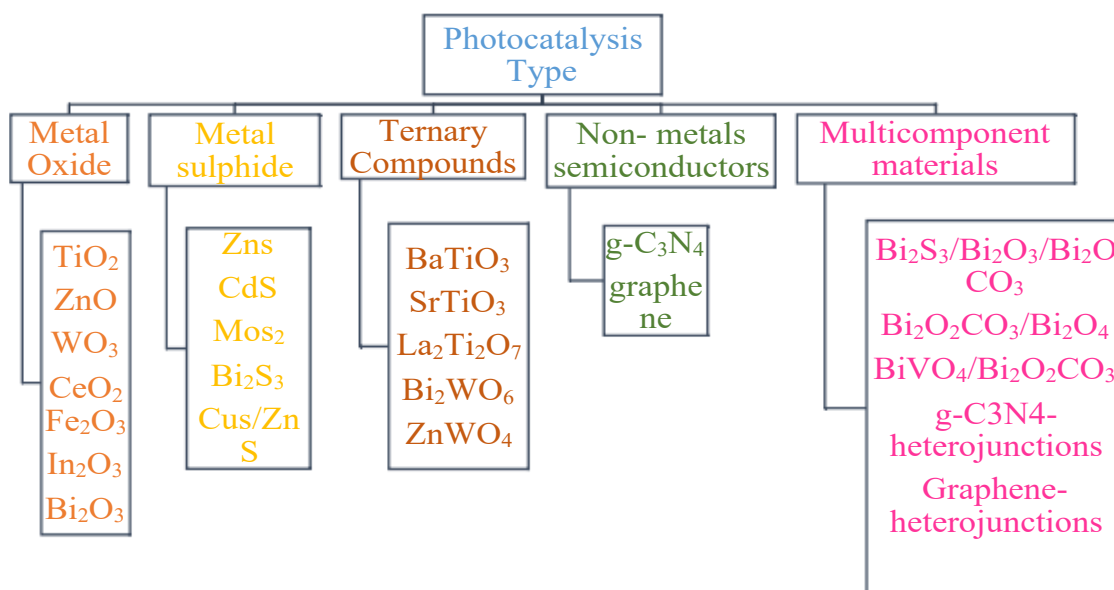 Photocatalysis
Type
Metal
Oxide
TiO₂
ZnO
WO₃
CeO₂
Fe₂O₃
In₂O₃
Bi₂O₃
Metal
sulphide
Zns
CdS
Mos₂
Bi₂S₃
Cus/Zn
S
Ternary
Compounds
BaTiO₃
SrTiO₃
La₂Ti₂O₇
Bi₂WO₆
ZnWO₄
Non- metals
semiconductors
g-C₃N₄
graphe
ne
Multicomponent
materials
Bi₂S₃/Bi₂O₃/Bi₂O
CO₃
Bi₂O₂CO₃/Bi₂O₄
BiVO₄/Bi₂O₂CO₃
g-C3N4-
heterojunctions
Graphene-
heterojunctions